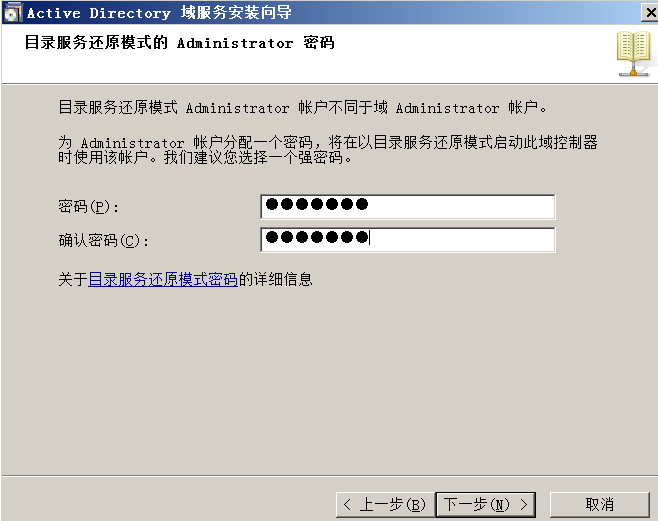 Active Directory 域服务安装向导
目录服务还原模式的 Administrator 密码
目录服务还原模式 Administrator 帐户不同于域 Administrator 帐户。
为 Administrator 帐户分配一个密码，将在以目录服务还原模式启动此域控制器
时使用该帐户。我们建议您选择一个强密码。
密码(P):
●●●●●●●
确认密码(C):
●●●●●●●
关于目录服务还原模式密码的详细信息
< 上一步(B) 下一步(N) > 取消